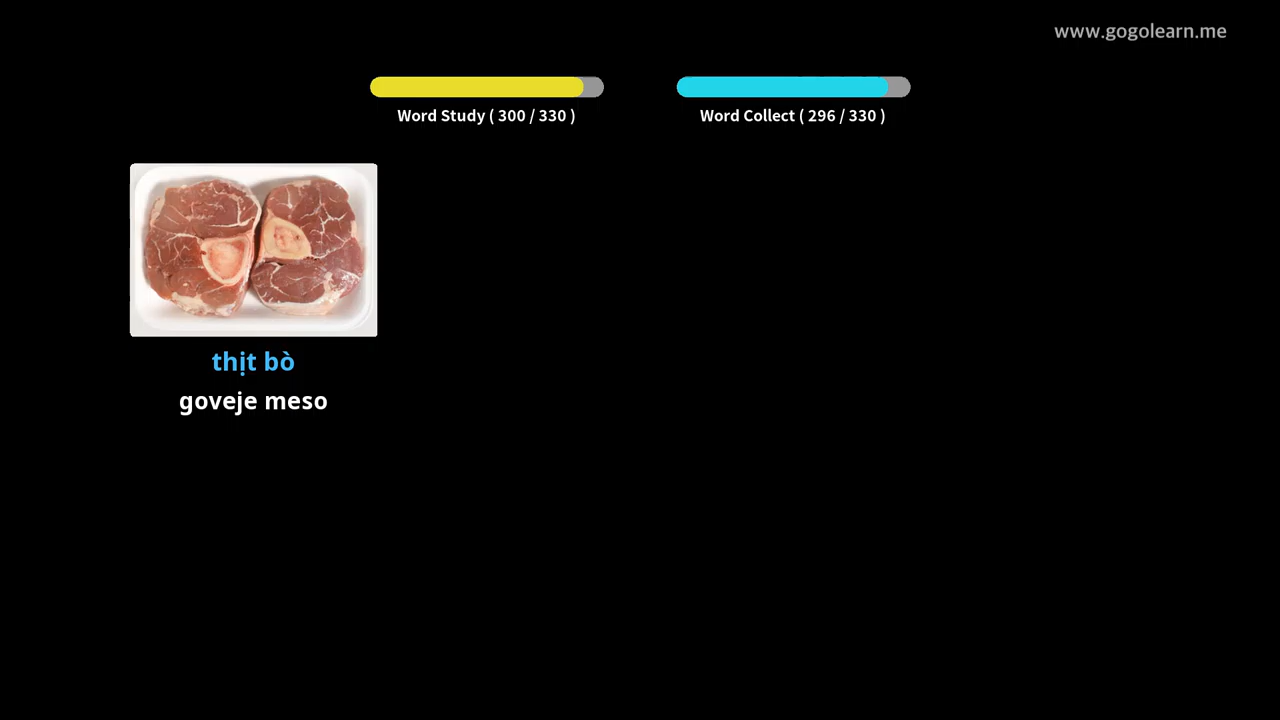 www.gogolearn.me
Word Study ( 300 / 330 )
Word Collect ( 296 / 330 )
thịt bò
goveje meso